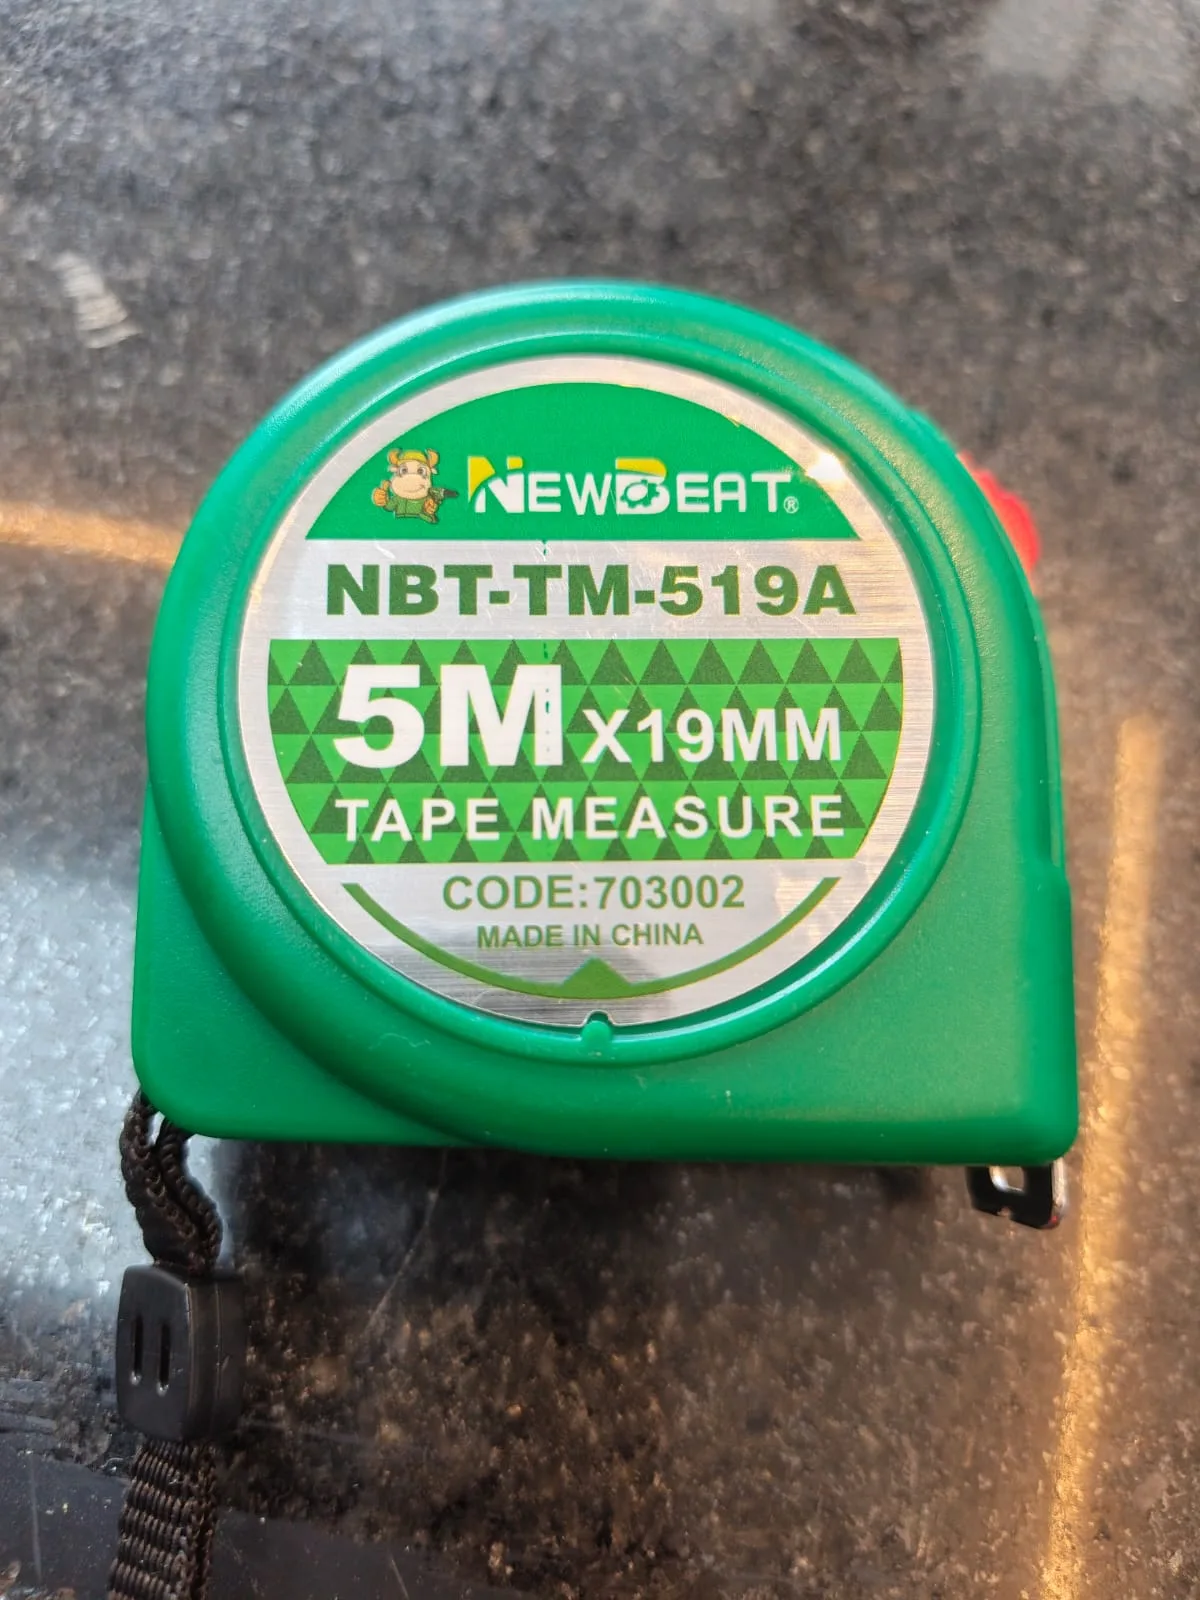 NEWBEAT®
NBT-TM-519A
5M X19MM
TAPE MEASURE
CODE:703002
MADE IN CHINA